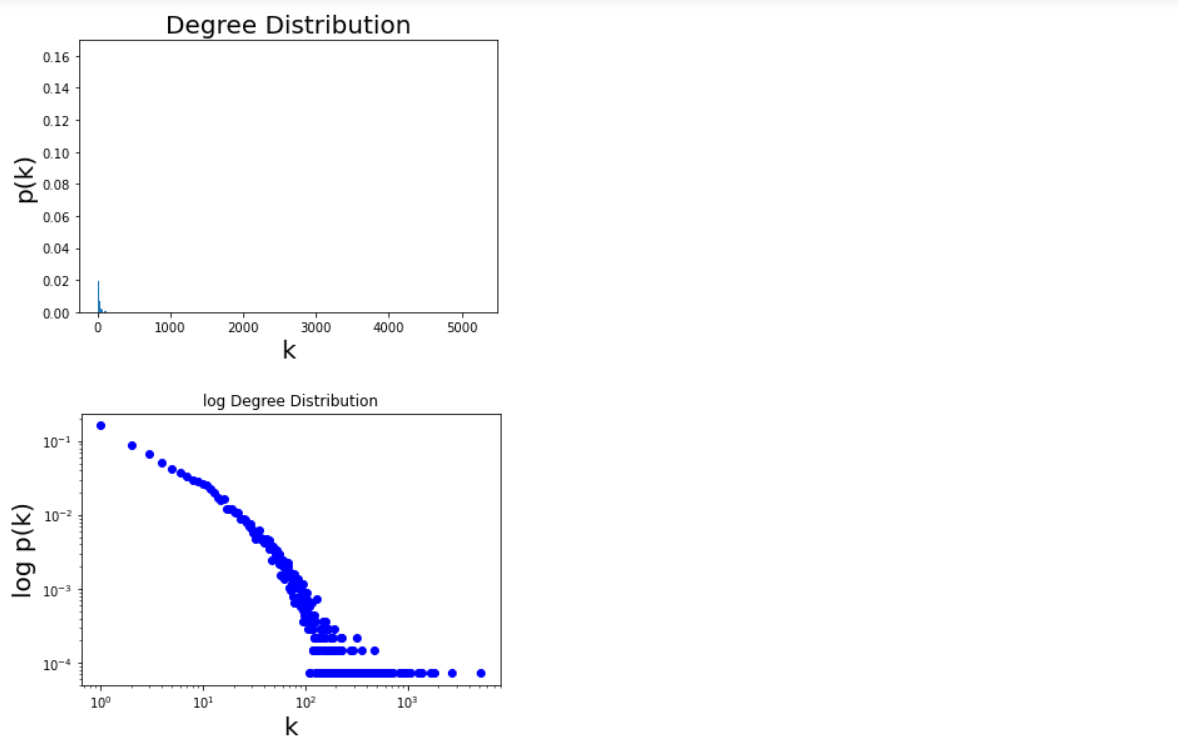 Degree Distribution
0.16
0.14
0.12
0.10
0.08
0.06
0.04
0.02
0.00
p(k)
0 1000 2000 3000 4000 5000
k
log Degree Distribution
10⁻¹
10⁻²
10⁻³
10⁻⁴
log p(k)
10⁰ 10¹ 10² 10³
k